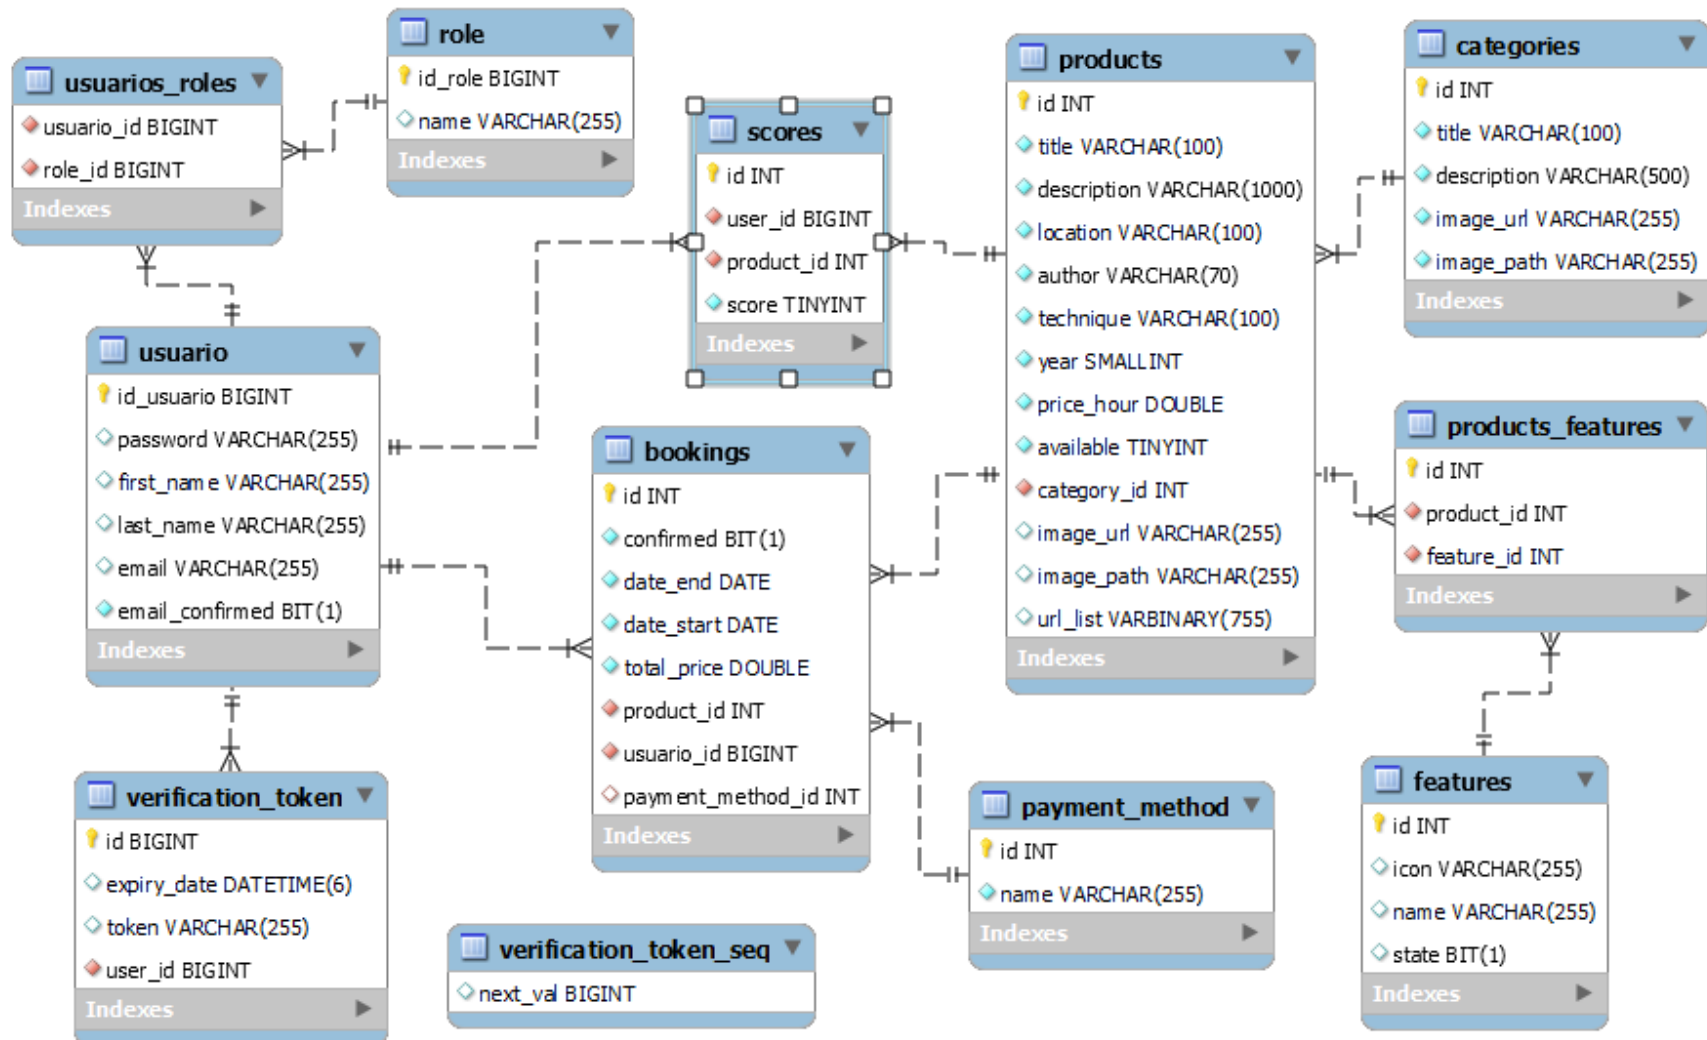 role
id_role BIGINT
name VARCHAR(255)
Indexes
usuarios_roles
usuario_id BIGINT
role_id BIGINT
Indexes
scores
id INT
user_id BIGINT
product_id INT
score TINYINT
Indexes
products
id INT
title VARCHAR(100)
description VARCHAR(1000)
location VARCHAR(100)
author VARCHAR(70)
technique VARCHAR(100)
year SMALLINT
price_hour DOUBLE
available TINYINT
category_id INT
image_url VARCHAR(255)
image_path VARCHAR(255)
url_list VARBINARY(755)
Indexes
categories
id INT
title VARCHAR(100)
description VARCHAR(500)
image_url VARCHAR(255)
image_path VARCHAR(255)
Indexes
usuario
id_usuario BIGINT
password VARCHAR(255)
first_name VARCHAR(255)
last_name VARCHAR(255)
email VARCHAR(255)
email_confirmed BIT(1)
Indexes
bookings
id INT
confirmed BIT(1)
date_end DATE
date_start DATE
total_price DOUBLE
product_id INT
usuario_id BIGINT
payment_method_id INT
Indexes
products_features
id INT
product_id INT
feature_id INT
Indexes
verification_token
id BIGINT
expiry_date DATETIME(6)
token VARCHAR(255)
user_id BIGINT
Indexes
verification_token_seq
next_val BIGINT
payment_method
id INT
name VARCHAR(255)
Indexes
features
id INT
icon VARCHAR(255)
name VARCHAR(255)
state BIT(1)
Indexes